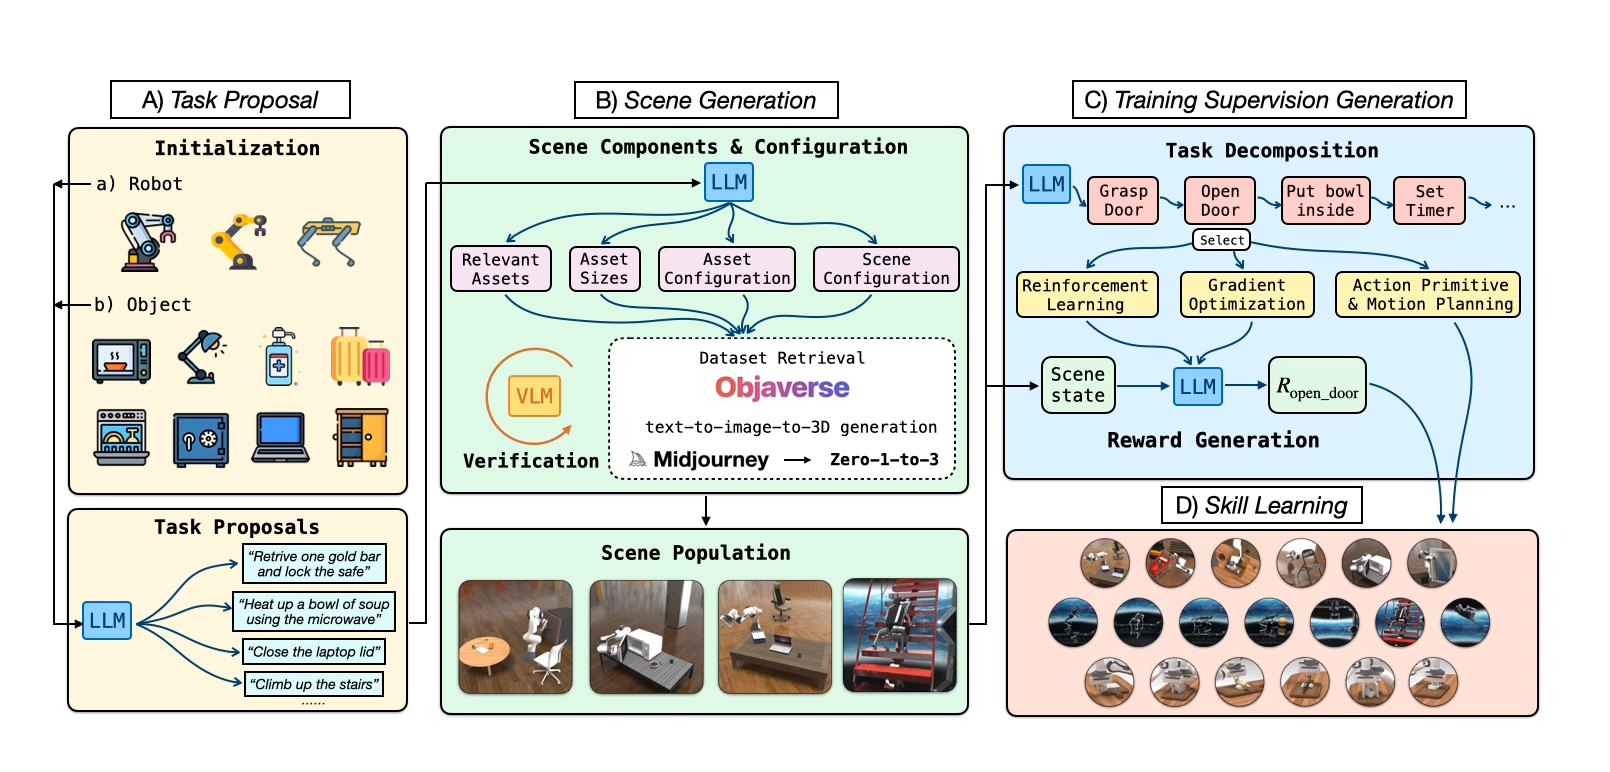 A) Task Proposal
Initialization
a) Robot
b) Object
Task Proposals
LLM
“Retrive one gold bar
and lock the safe”
“Heat up a bowl of soup
using the microwave”
“Close the laptop lid”
“Climb up the stairs”
......
B) Scene Generation
Scene Components & Configuration
LLM
Relevant
Assets
Asset
Sizes
Asset
Configuration
Scene
Configuration
VLM
Verification
Dataset Retrieval
Objaverse
text-to-image-to-3D generation
Midjourney
Zero-1-to-3
Scene Population
C) Training Supervision Generation
Task Decomposition
LLM
Grasp
Door
Open
Door
Put bowl
inside
Set
Timer
...
Select
Reinforcement
Learning
Gradient
Optimization
Action Primitive
& Motion Planning
Scene
state
LLM
R open_door
Reward Generation
D) Skill Learning